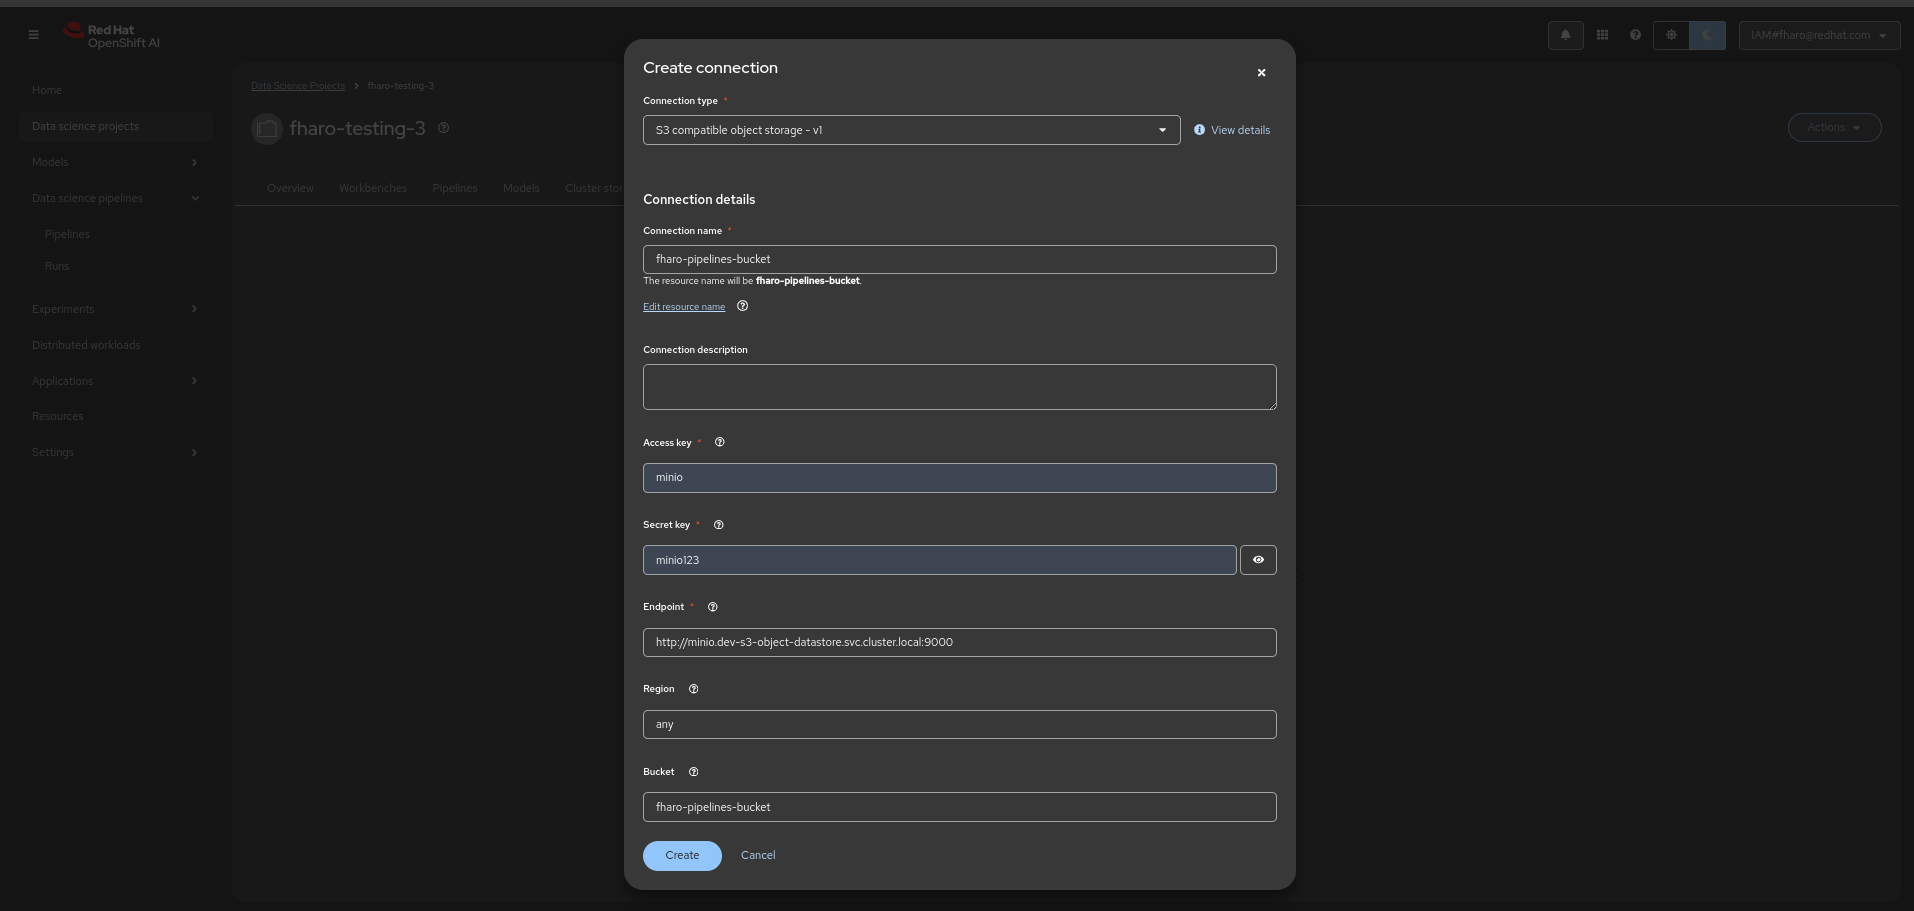 Red Hat
OpenShift AI
IAM#fharo@redhat.com
Home
Data science projects
Models
Data science pipelines
Pipelines
Runs
Experiments
Distributed workloads
Applications
Resources
Settings
Data Science Projects > fharo-testing-3
fharo-testing-3
Actions
Overview Workbenches Pipelines Models Cluster stor
Create connection
Connection type *
S3 compatible object storage - v1
View details
Connection details
Connection name *
fharo-pipelines-bucket
The resource name will be fharo-pipelines-bucket.
Edit resource name
Connection description
Access key *
minio
Secret key *
minio123
Endpoint *
http://minio.dev-s3-object-datastore.svc.cluster.local:9000
Region
any
Bucket
fharo-pipelines-bucket
Create Cancel